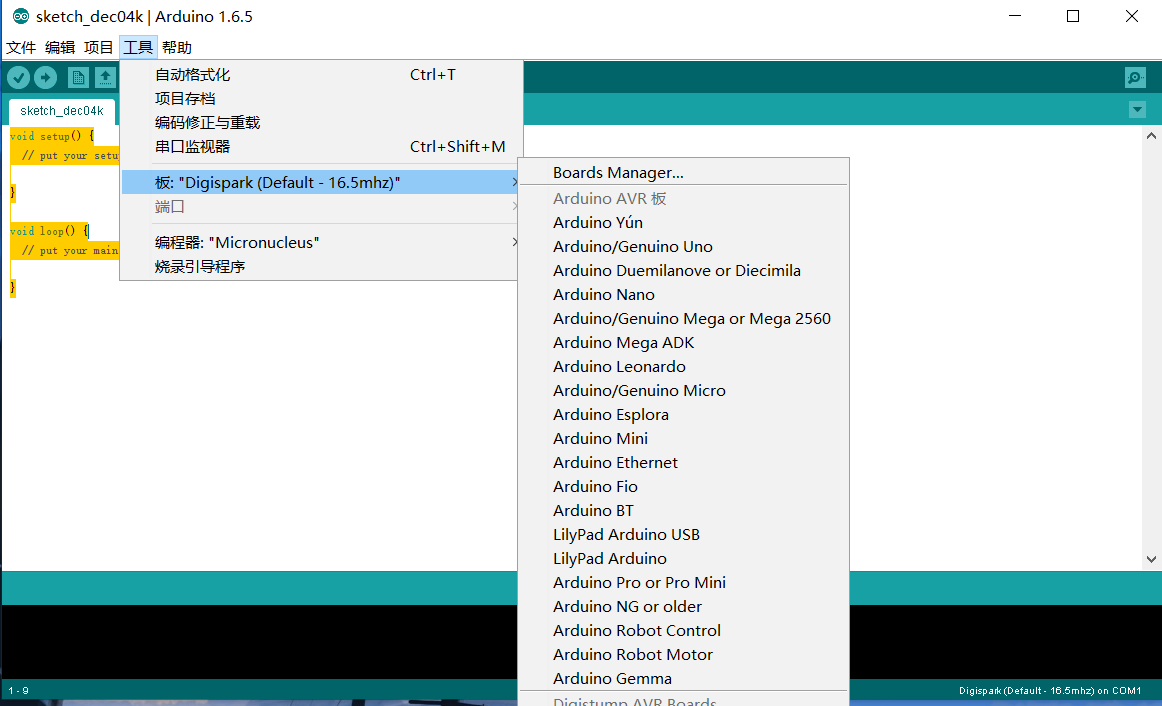 sketch_dec04k | Arduino 1.6.5
文件 编辑 项目 工具 帮助
sketch_dec04k
void setup() {
// put your setu
}
void loop() {
// put your main
}
自动格式化 Ctrl+T
项目存档
编码修正与重载
串口监视器 Ctrl+Shift+M
板: "Digispark (Default - 16.5mhz)"
端口
编程器: "Micronucleus"
烧录引导程序
Boards Manager...
Arduino AVR 板
Arduino Yún
Arduino/Genuino Uno
Arduino Duemilanove or Diecimila
Arduino Nano
Arduino/Genuino Mega or Mega 2560
Arduino Mega ADK
Arduino Leonardo
Arduino/Genuino Micro
Arduino Esplora
Arduino Mini
Arduino Ethernet
Arduino Fio
Arduino BT
LilyPad Arduino USB
LilyPad Arduino
Arduino Pro or Pro Mini
Arduino NG or older
Arduino Robot Control
Arduino Robot Motor
Arduino Gemma
Digistump AVR Boards
1 - 9
Digispark (Default - 16.5mhz) on COM1